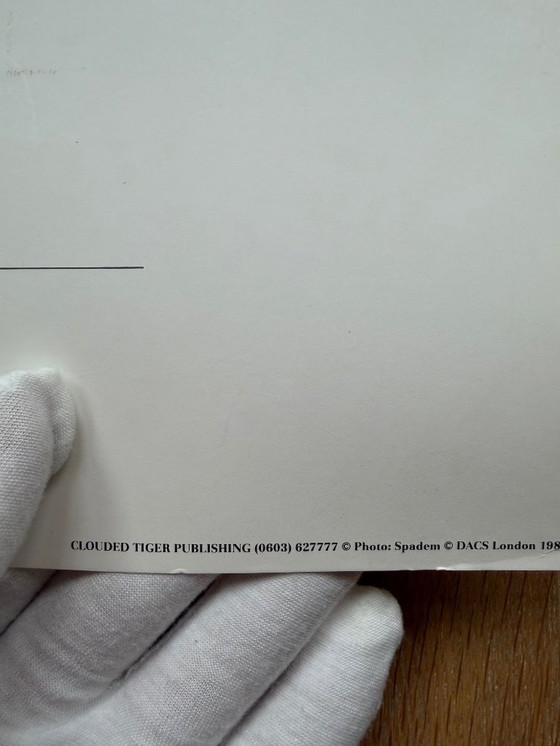 CLOUDED TIGER PUBLISHING (0603) 627777 © Photo: Spadem © DACS London 198